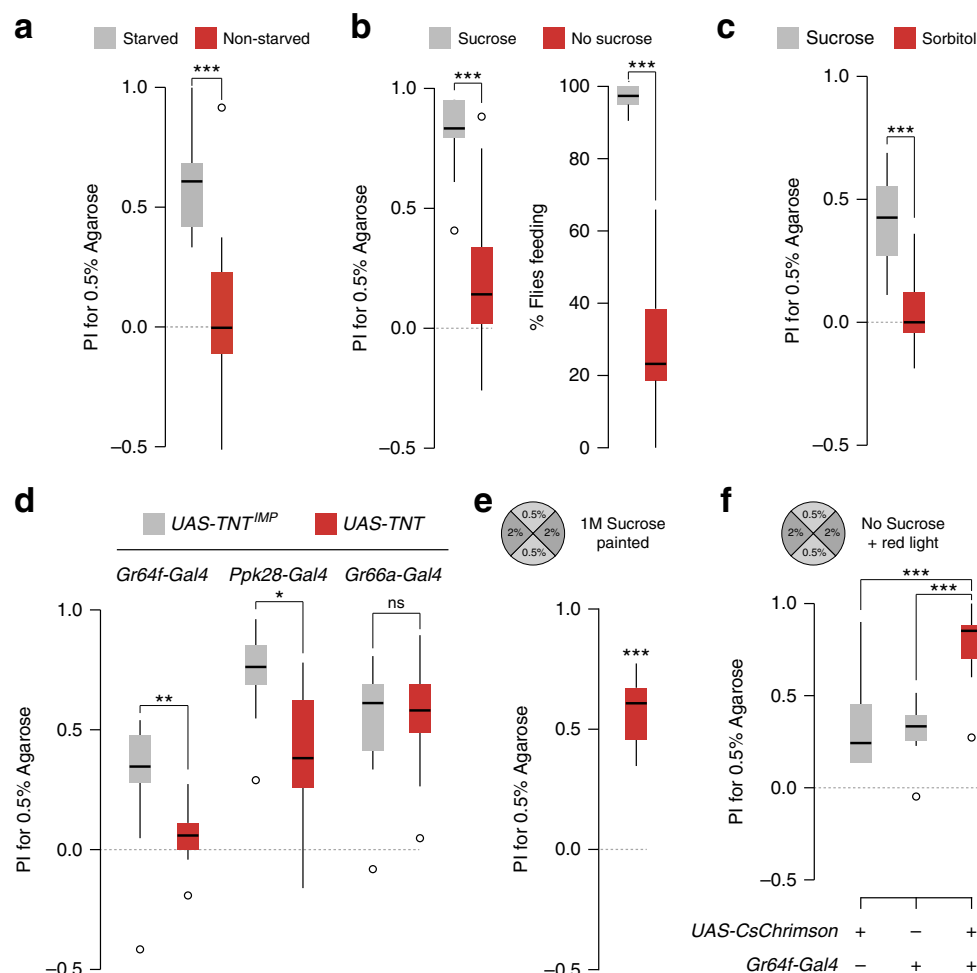 a
Starved Non-starved
***
1.0
0.5
0.0
–0.5
PI for 0.5% Agarose
b
Sucrose No sucrose
***
1.0
0.5
0.0
–0.5
PI for 0.5% Agarose
***
100
80
60
40
20
0
% Flies feeding
c
Sucrose Sorbitol
***
1.0
0.5
0.0
–0.5
PI for 0.5% Agarose
d
UAS-TNT^IMP UAS-TNT
Gr64f-Gal4 Ppk28-Gal4 Gr66a-Gal4
** * ns
1.0
0.5
0.0
–0.5
PI for 0.5% Agarose
e
0.5%
2% 2%
0.5%
1M Sucrose
painted
***
1.0
0.5
0.0
–0.5
PI for 0.5% Agarose
f
0.5%
2% 2%
0.5%
No Sucrose
+ red light
***
***
1.0
0.5
0.0
–0.5
PI for 0.5% Agarose
UAS-CsChrimson + – +
Gr64f-Gal4 – + +